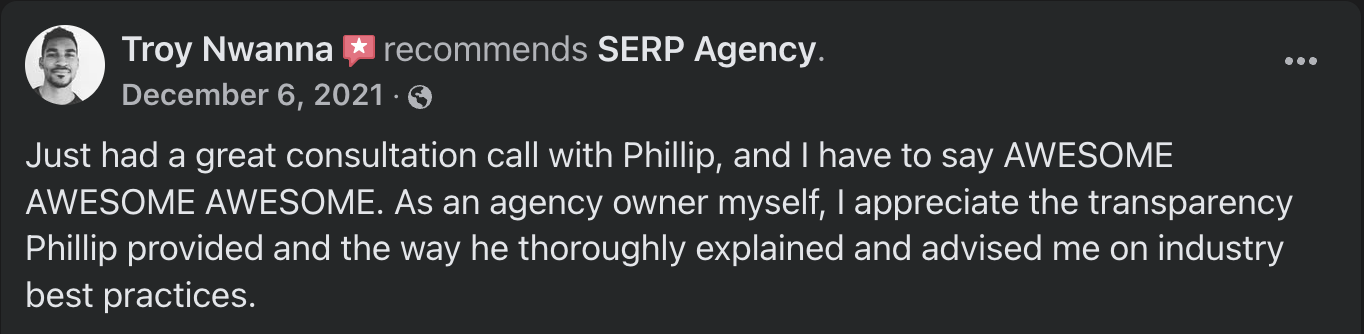 Troy Nwanna recommends SERP Agency.
December 6, 2021 ·
Just had a great consultation call with Phillip, and I have to say AWESOME
AWESOME AWESOME. As an agency owner myself, I appreciate the transparency
Phillip provided and the way he thoroughly explained and advised me on industry
best practices.